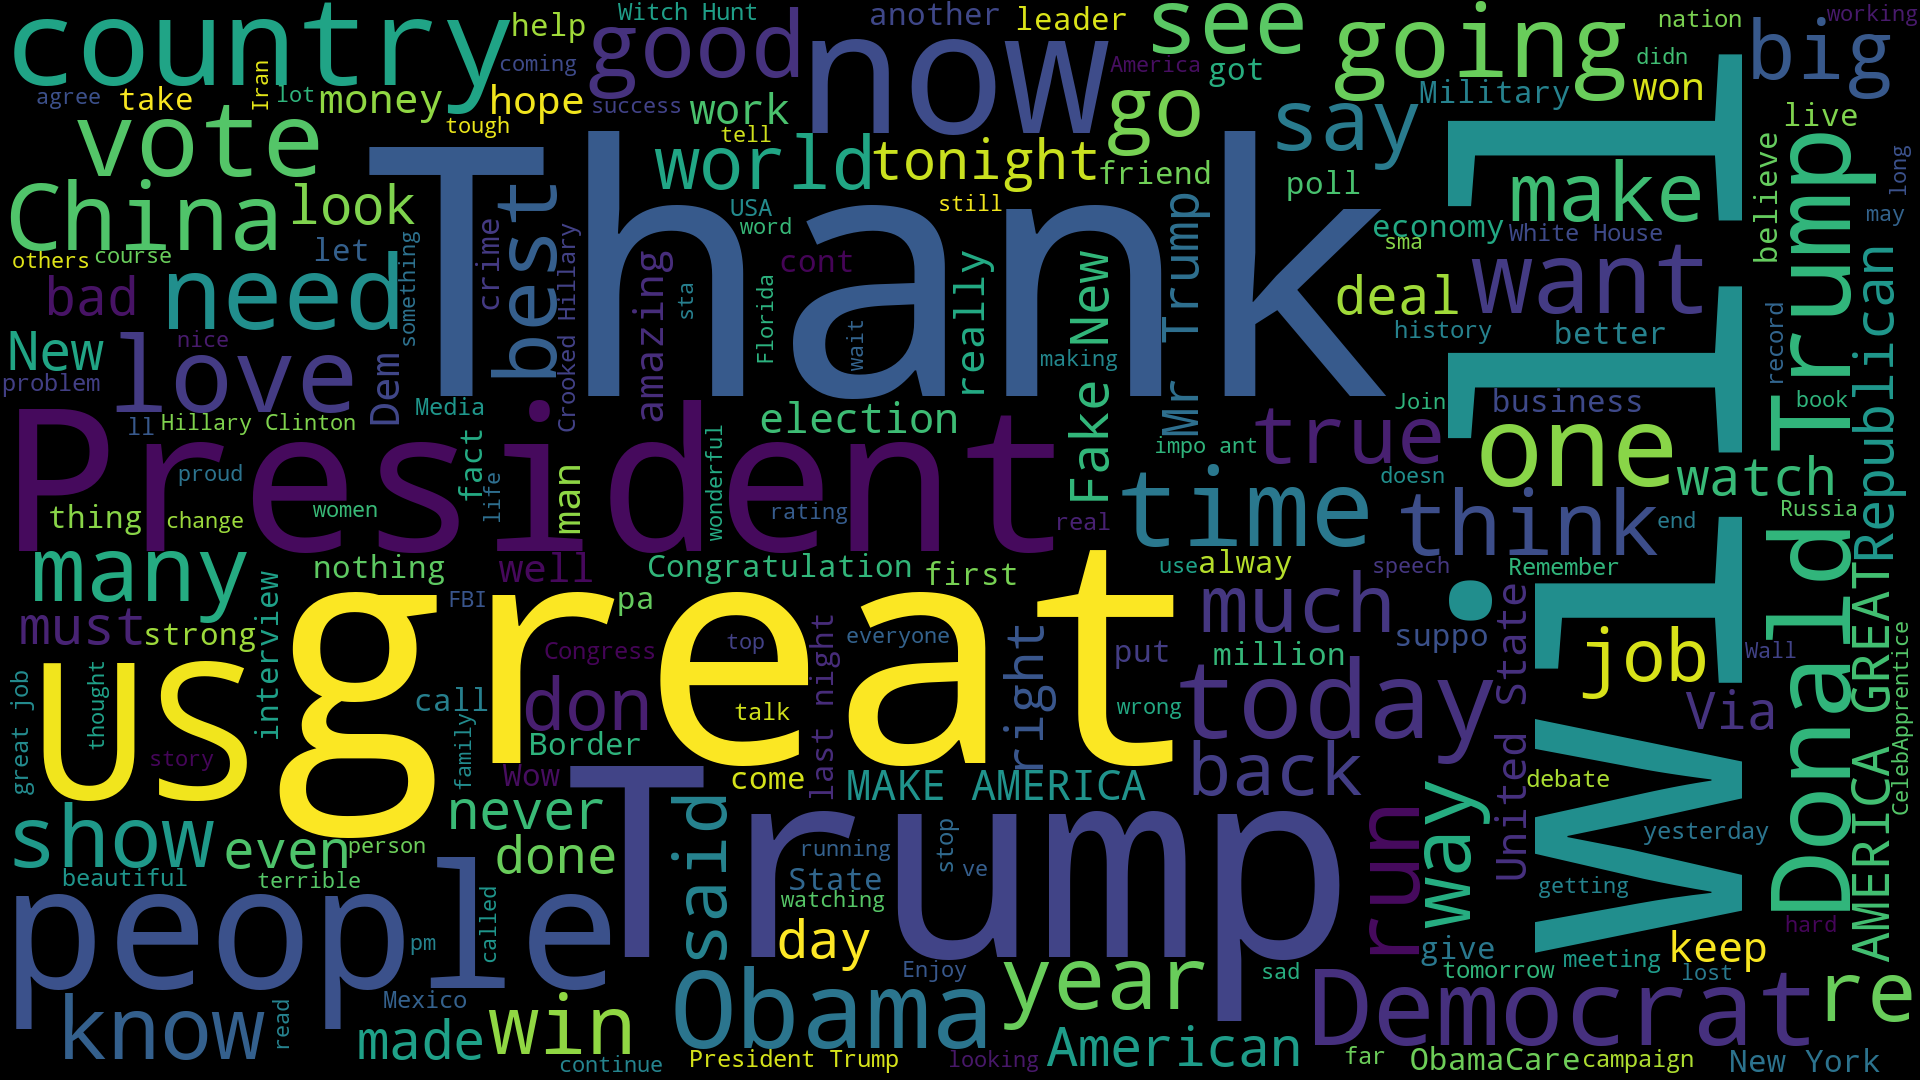 country
help
Witch Hunt
good
another
leader
now
see
going
nation
working
big
didn
coming
America
got
Iran
agree
take
lot
money
hope
success
work
go
Military
won
say
tough
tell
live
vote
world
tonight
friend
poll
believe
long
Thank
Will
make
Trump
China
look
best
USA
still
word
Mr Trump
economy
White House
may
sma
let
others
course
something
crime
Crooked Hillary
amazing
sta
cont
Florida
really
Fake New
want
Republican
need
bad
deal
history
better
record
New
nice
wait
making
problem
love
Dem
Media
Join
business
book
ll
Hillary Clinton
election
President
fact
life
man
wonderful
impo ant
true
one
watch
proud
doesn
time
think
thing
change
women
rating
real
end
Russia
many
nothing
well
Congratulation
first
use
alway
speech
Remember
interview
FBI
pa
great
much
United State
Donald
AMERICA GREAT
must
strong
top
everyone
right
suppo
job
Wall
US
Congress
last night
put
million
great job
thought
call
don
talk
wrong
today
Via
CelebApprentice
family
Border
story
Wow
come
MAKE AMERICA
back
way
debate
Trump
show
never
said
run
yesterday
even
person
done
running
stop
beautiful
terrible
State
ve
getting
people
called
watching
hard
pm
day
give
keep
Enjoy
year
sad
tomorrow
meeting
lost
know
read
Mexico
win
Obama
Democrat
re
made
American
continue
President Trump
looking
far
ObamaCare
campaign
New York